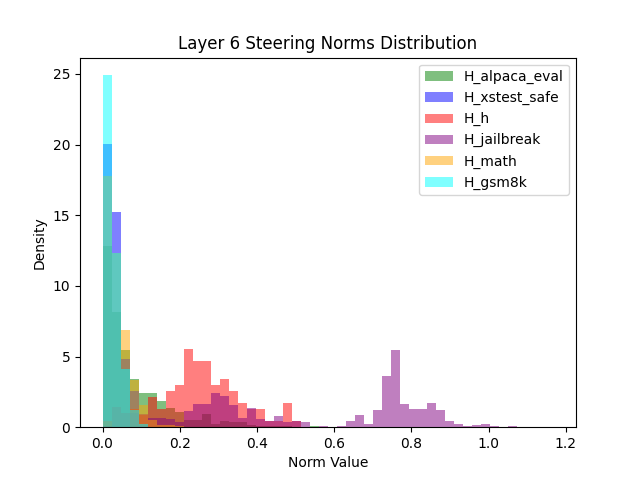 Layer 6 Steering Norms Distribution
H_alpaca_eval
H_xstest_safe
H_h
H_jailbreak
H_math
H_gsm8k
Density
25
20
15
10
5
0
0.0 0.2 0.4 0.6 0.8 1.0 1.2
Norm Value